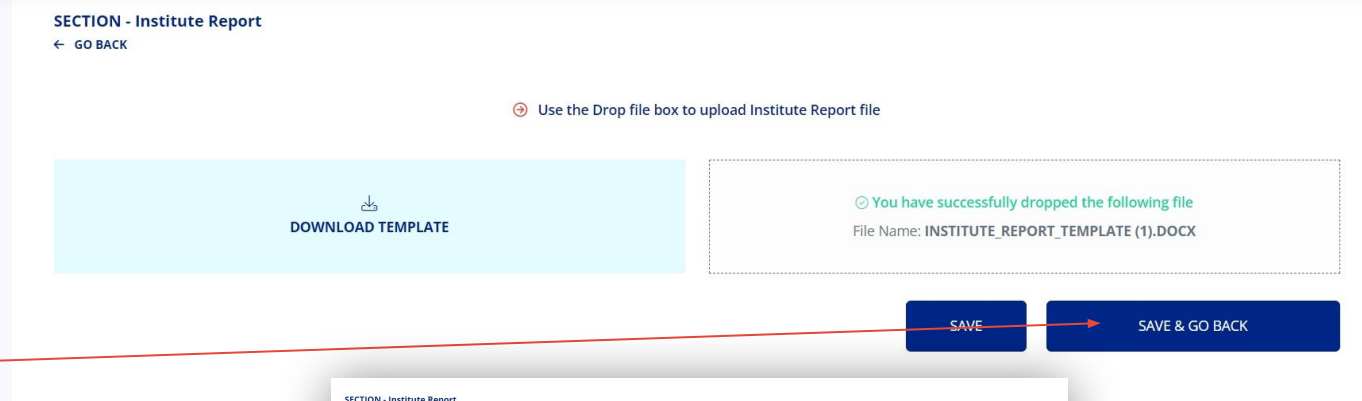 SECTION - Institute Report
← GO BACK
Use the Drop file box to upload Institute Report file
DOWNLOAD TEMPLATE
You have successfully dropped the following file
File Name: INSTITUTE_REPORT_TEMPLATE (1).DOCX
SAVE
SAVE & GO BACK
SECTION - Institute Report